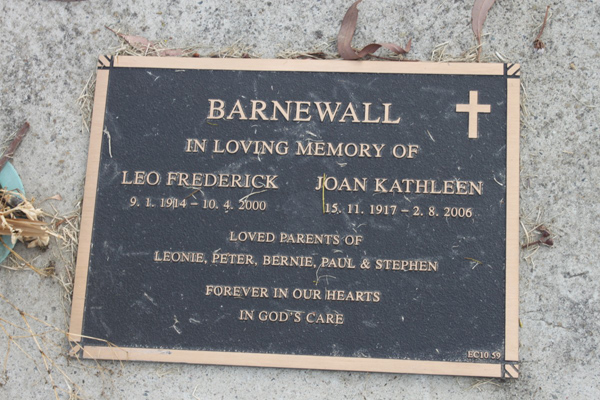 BARNEWALL
IN LOVING MEMORY OF
LEO FREDERICK JOAN KATHLEEN
9. 1. 1914 – 10. 4. 2000 15. 11. 1917 – 2. 8. 2006
LOVED PARENTS OF
LEONIE, PETER, BERNIE, PAUL & STEPHEN
FOREVER IN OUR HEARTS
IN GOD'S CARE
EC10 59